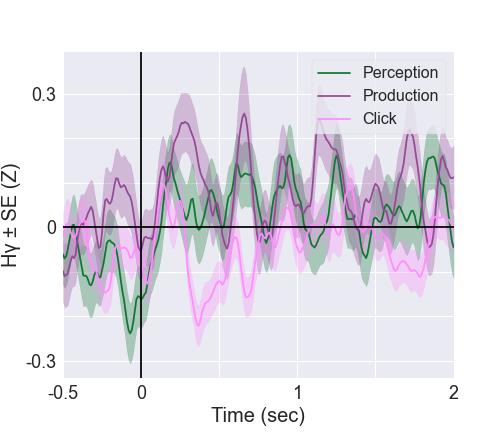 Perception
Production
Click
0.3
0
-0.3
Hγ ± SE (Z)
-0.5
0
1
2
Time (sec)